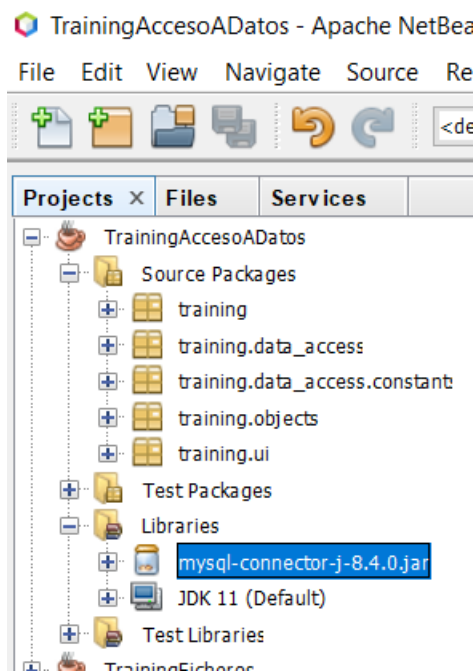 TrainingAccesoADatos - Apache NetBea
File Edit View Navigate Source Re
<de
Projects × Files Services
TrainingAccesoADatos
Source Packages
training
training.data_access
training.data_access.constants
training.objects
training.ui
Test Packages
Libraries
mysql-connector-j-8.4.0.jar
JDK 11 (Default)
Test Libraries
TrainingFicheros